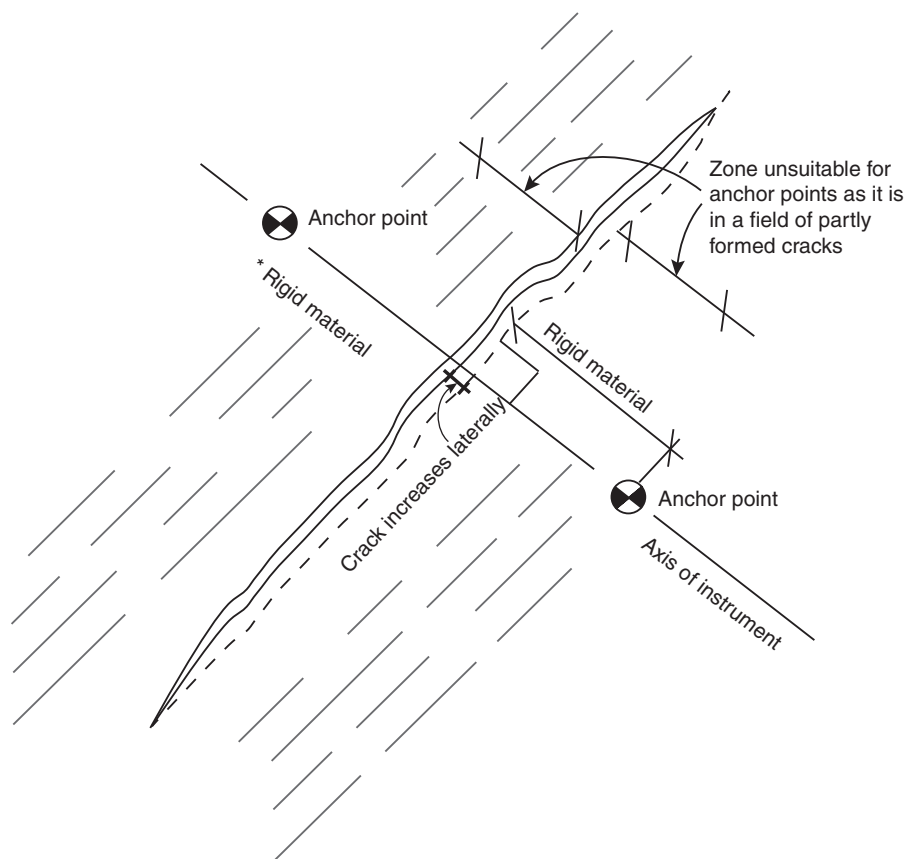 Zone unsuitable for
anchor points as it is
in a field of partly
formed cracks
Anchor point
* Rigid material
Rigid material
Crack increases laterally
Anchor point
Axis of instrument